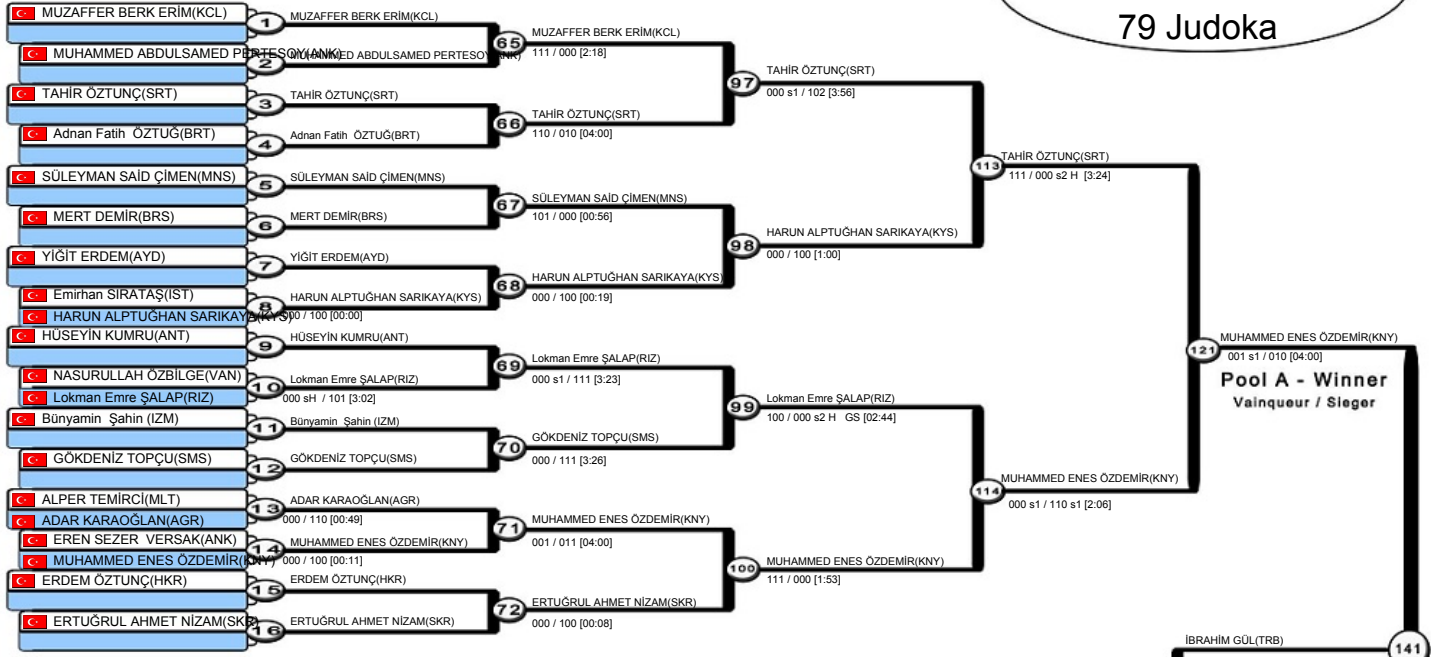 79 Judoka
MUZAFFER BERK ERİM(KCL)
1
MUHAMMED ABDULSAMED PERTESOY(ANK)
2
TAHİR ÖZTUNÇ(SRT)
3
Adnan Fatih ÖZTUĞ(BRT)
4
SÜLEYMAN SAİD ÇİMEN(MNS)
5
MERT DEMİR(BRS)
6
YİĞİT ERDEM(AYD)
7
Emirhan SIRATAŞ(IST)
HARUN ALPTUĞHAN SARIKAYA(KYS)
8
HÜSEYİN KUMRU(ANT)
9
NASURULLAH ÖZBİLGE(VAN)
Lokman Emre ŞALAP(RIZ)
10
Bünyamin Şahin (IZM)
11
GÖKDENİZ TOPÇU(SMS)
12
ALPER TEMİRCİ(MLT)
ADAR KARAOĞLAN(AGR)
13
EREN SEZER VERSAK(ANK)
MUHAMMED ENES ÖZDEMİR(KNY)
14
ERDEM ÖZTUNÇ(HKR)
15
ERTUĞRUL AHMET NİZAM(SKR)
16
MUZAFFER BERK ERİM(KCL)
MUHAMMED ABDULSAMED PERTESOY(ANK)
65
TAHİR ÖZTUNÇ(SRT)
Adnan Fatih ÖZTUĞ(BRT)
66
SÜLEYMAN SAİD ÇİMEN(MNS)
MERT DEMİR(BRS)
67
YİĞİT ERDEM(AYD)
HARUN ALPTUĞHAN SARIKAYA(KYS)
000 / 100 [00:00]
68
HÜSEYİN KUMRU(ANT)
Lokman Emre ŞALAP(RIZ)
000 sH / 101 [3:02]
69
Bünyamin Şahin (IZM)
GÖKDENİZ TOPÇU(SMS)
70
ADAR KARAOĞLAN(AGR)
000 / 110 [00:49]
MUHAMMED ENES ÖZDEMİR(KNY)
000 / 100 [00:11]
71
ERDEM ÖZTUNÇ(HKR)
ERTUĞRUL AHMET NİZAM(SKR)
72
MUZAFFER BERK ERİM(KCL)
111 / 000 [2:18]
TAHİR ÖZTUNÇ(SRT)
110 / 010 [04:00]
97
SÜLEYMAN SAİD ÇİMEN(MNS)
101 / 000 [00:56]
HARUN ALPTUĞHAN SARIKAYA(KYS)
000 / 100 [00:19]
98
Lokman Emre ŞALAP(RIZ)
000 s1 / 111 [3:23]
GÖKDENİZ TOPÇU(SMS)
000 / 111 [3:26]
99
MUHAMMED ENES ÖZDEMİR(KNY)
001 / 011 [04:00]
ERTUĞRUL AHMET NİZAM(SKR)
000 / 100 [00:08]
100
TAHİR ÖZTUNÇ(SRT)
000 s1 / 102 [3:56]
HARUN ALPTUĞHAN SARIKAYA(KYS)
000 / 100 [1:00]
113
Lokman Emre ŞALAP(RIZ)
100 / 000 s2 H GS [02:44]
MUHAMMED ENES ÖZDEMİR(KNY)
111 / 000 [1:53]
114
TAHİR ÖZTUNÇ(SRT)
111 / 000 s2 H [3:24]
MUHAMMED ENES ÖZDEMİR(KNY)
000 s1 / 110 s1 [2:06]
121
MUHAMMED ENES ÖZDEMİR(KNY)
001 s1 / 010 [04:00]
Pool A - Winner
Vainqueur / Sieger
İBRAHİM GÜL(TRB)
141